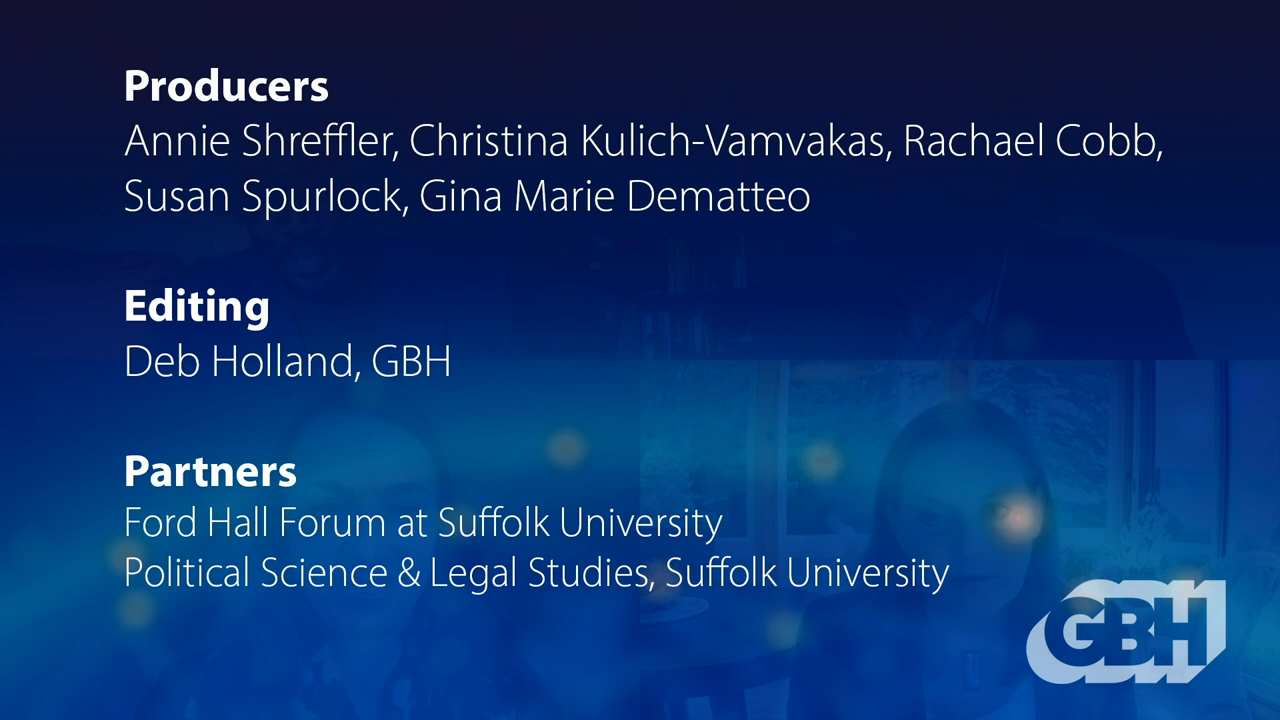 Producers
Annie Shreffler, Christina Kulich-Vamvakas, Rachael Cobb,
Susan Spurlock, Gina Marie Dematteo
Editing
Deb Holland, GBH
Partners
Ford Hall Forum at Suffolk University
Political Science & Legal Studies, Suffolk University
GBH